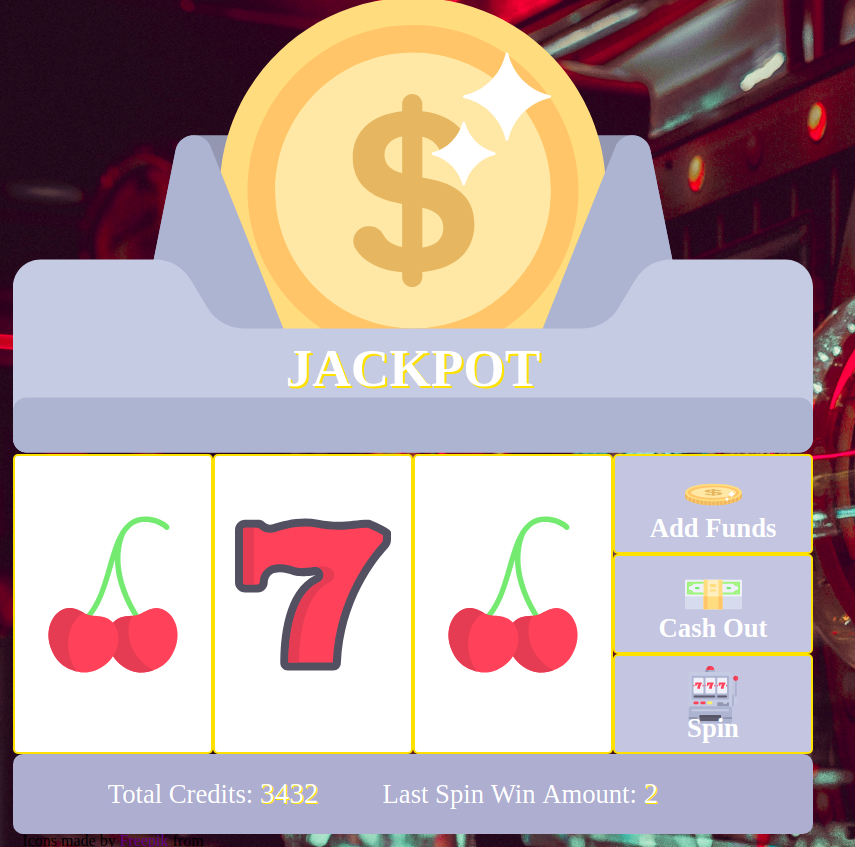 JACKPOT
Add Funds
Cash Out
Spin
Total Credits: 3432
Last Spin Win Amount: 2
Icons made by from